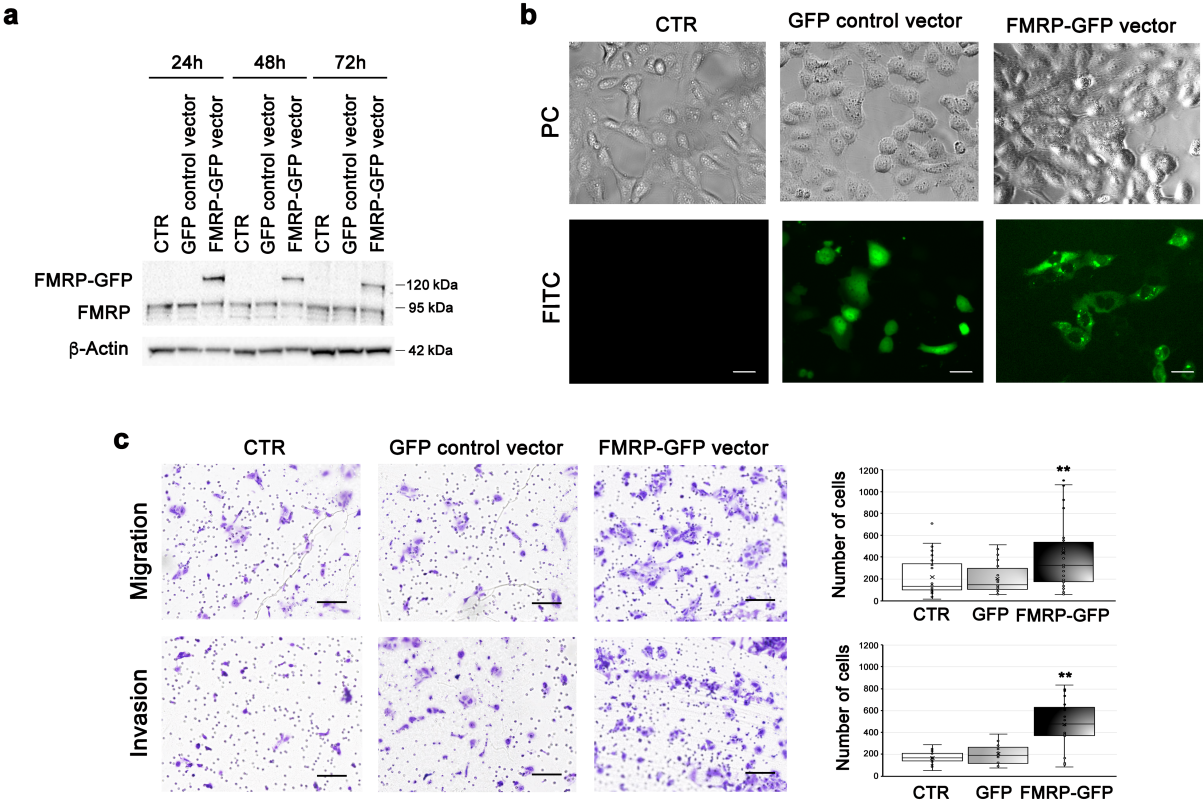 a
24h 48h 72h
CTR
GFP control vector
FMRP-GFP vector
CTR
GFP control vector
FMRP-GFP vector
CTR
GFP control vector
FMRP-GFP vector
FMRP-GFP
120 kDa
FMRP
95 kDa
β-Actin
42 kDa
b
CTR GFP control vector FMRP-GFP vector
PC
FITC
c
CTR GFP control vector FMRP-GFP vector
Migration
Invasion
Number of cells
1200
1000
800
600
400
200
0
**
CTR GFP FMRP-GFP
Number of cells
1200
1000
800
600
400
200
0
**
CTR GFP FMRP-GFP